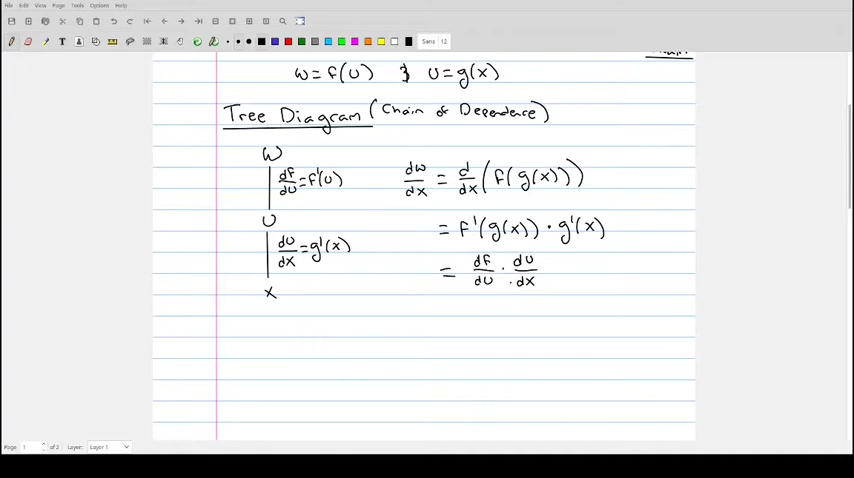 File Edit View Page Tools Options Help
Sans 12
W = f(U) & U = g(x)
Tree Diagram (Chain of Dependence)
W
df/dU = f'(U)
U
dU/dx = g'(x)
x
dw/dx = d/dx (f(g(x)))
= f'(g(x)) · g'(x)
= df/dU · dU/dx
Page 1 of 2 Layer: Layer 1